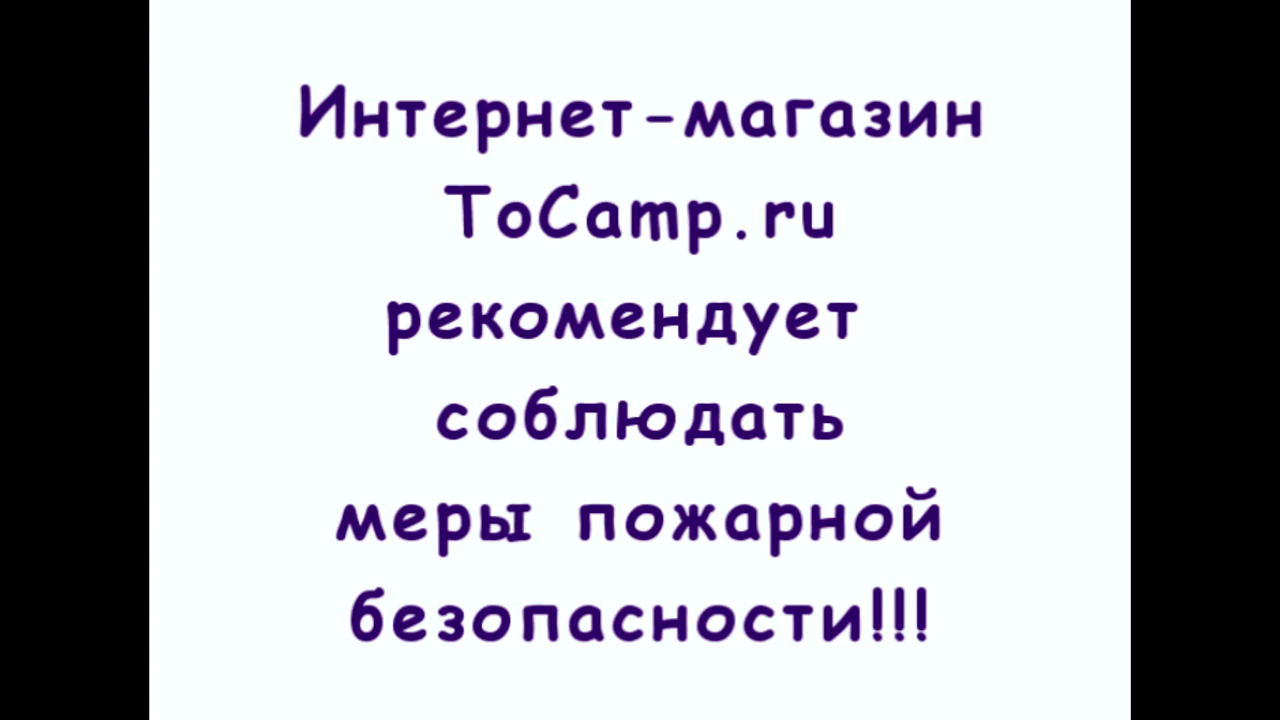 Интернет-магазин
ToCamp.ru
рекомендует
соблюдать
меры пожарной
безопасности!!!